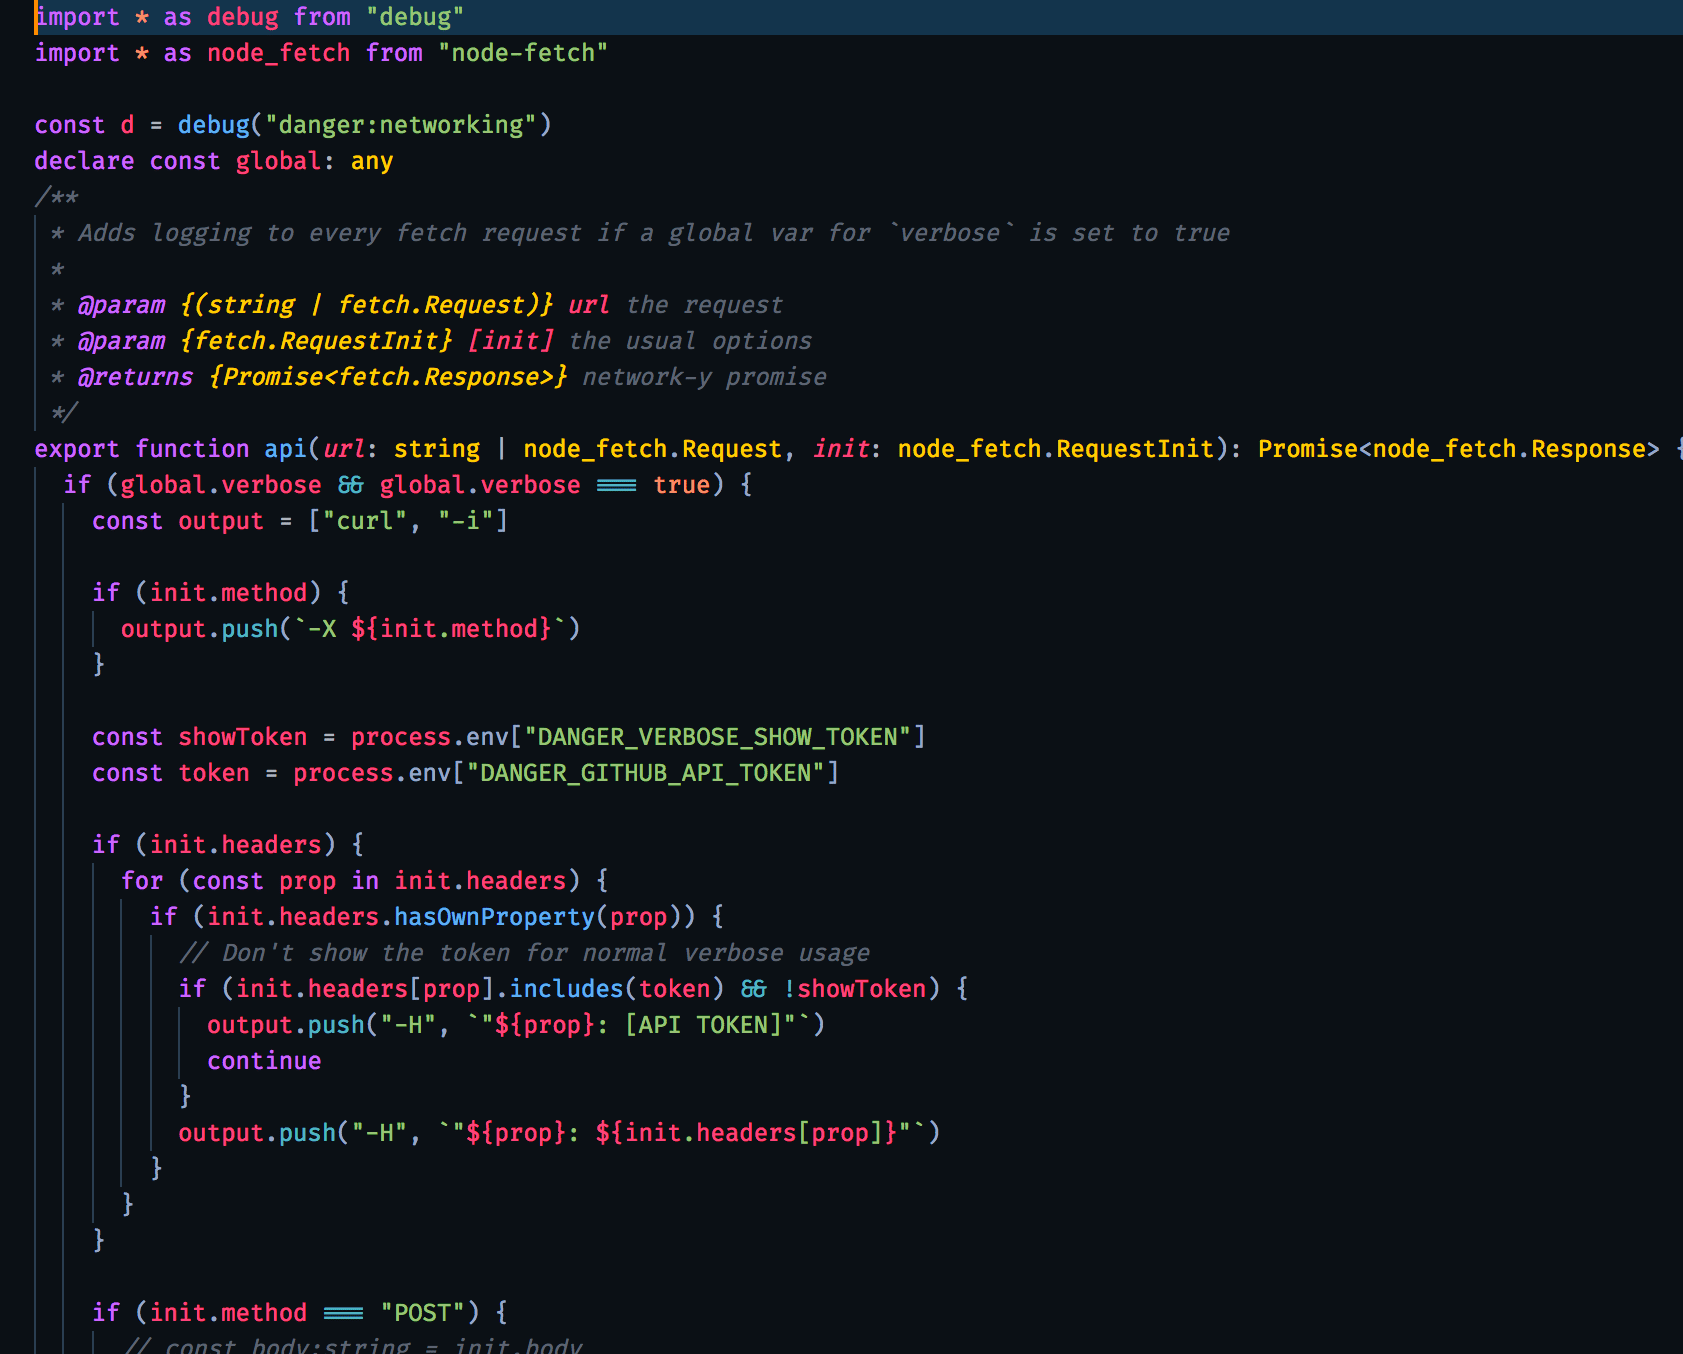 import * as debug from "debug"
import * as node_fetch from "node-fetch"

const d = debug("danger:networking")
declare const global: any
/**
 * Adds logging to every fetch request if a global var for `verbose` is set to true
 *
 * @param {(string | fetch.Request)} url the request
 * @param {fetch.RequestInit} [init] the usual options
 * @returns {Promise<fetch.Response>} network-y promise
 */
export function api(url: string | node_fetch.Request, init: node_fetch.RequestInit): Promise<node_fetch.Response> {
  if (global.verbose && global.verbose === true) {
    const output = ["curl", "-i"]

    if (init.method) {
      output.push(`-X ${init.method}`)
    }

    const showToken = process.env["DANGER_VERBOSE_SHOW_TOKEN"]
    const token = process.env["DANGER_GITHUB_API_TOKEN"]

    if (init.headers) {
      for (const prop in init.headers) {
        if (init.headers.hasOwnProperty(prop)) {
          // Don't show the token for normal verbose usage
          if (init.headers[prop].includes(token) && !showToken) {
            output.push("-H", `"${prop}: [API TOKEN]"`)
            continue
          }
          output.push("-H", `"${prop}: ${init.headers[prop]}"`)
        }
      }
    }

    if (init.method === "POST") {
      // const body:string = init.body